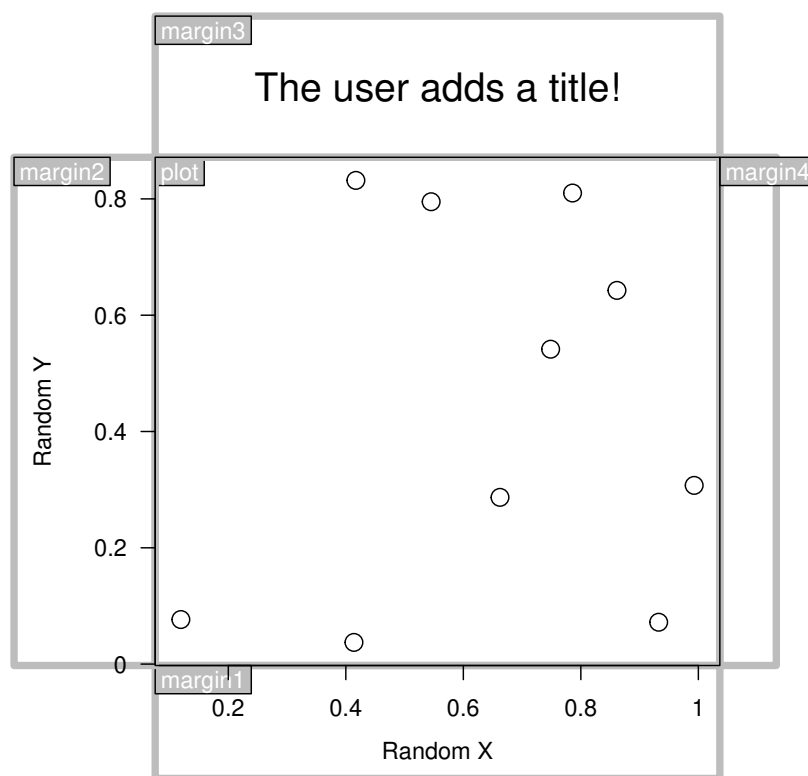 margin3
The user adds a title!
margin2
plot
margin4
0.8
0.6
0.4
0.2
0
Random Y
margin1
0.2 0.4 0.6 0.8 1
Random X